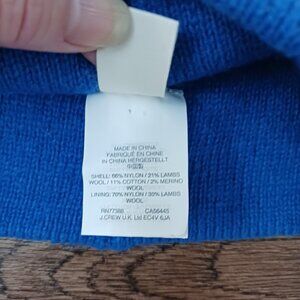 MADE IN CHINA
FABRIQUÉ EN CHINE
IN CHINA HERGESTELLT
中国製
SHELL: 66% NYLON / 21% LAMBS
WOOL / 11% COTTON / 2% MERINO
WOOL
LINING: 70% NYLON / 30% LAMBS
WOOL
RN77388 CA56445
J.CREW U.K. Ltd EC4V 6JA